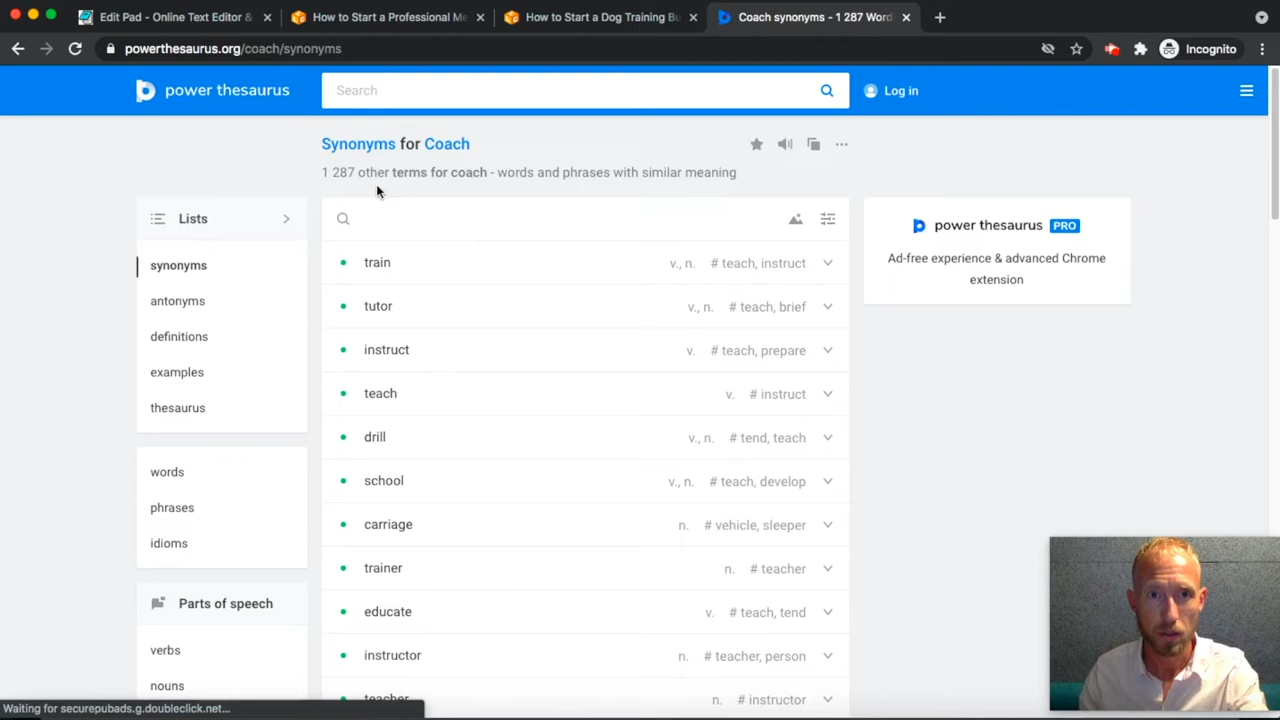 Edit Pad - Online Text Editor &
How to Start a Professional Me
How to Start a Dog Training Bu
Coach synonyms - 1 287 Word
powerthesaurus.org/coach/synonyms
Incognito
power thesaurus
Search
Log in
Synonyms for Coach
1 287 other terms for coach - words and phrases with similar meaning
Lists
synonyms
antonyms
definitions
examples
thesaurus
words
phrases
idioms
Parts of speech
verbs
nouns
train v., n. # teach, instruct
tutor v., n. # teach, brief
instruct v. # teach, prepare
teach v. # instruct
drill v., n. # tend, teach
school v., n. # teach, develop
carriage n. # vehicle, sleeper
trainer n. # teacher
educate v. # teach, tend
instructor n. # teacher, person
teacher n. # instructor
power thesaurus PRO
Ad-free experience & advanced Chrome
extension
Waiting for securepubads.g.doubleclick.net...